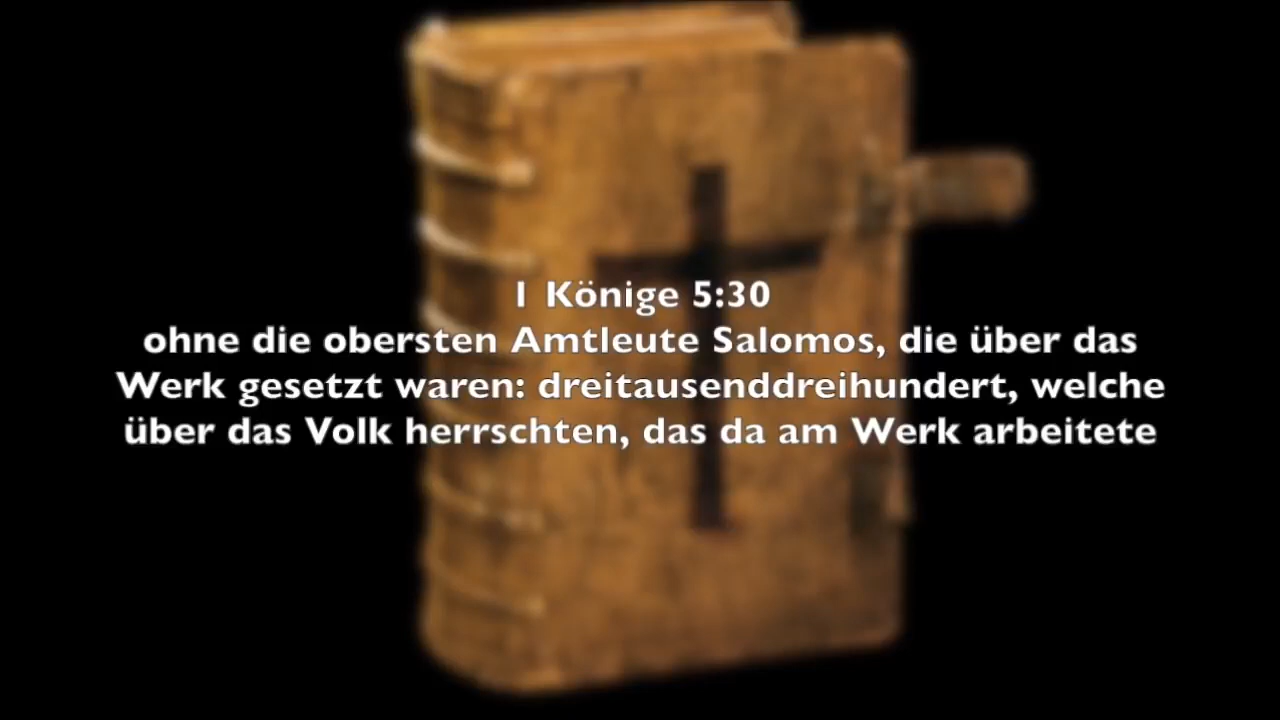 1 Könige 5:30
ohne die obersten Amtleute Salomos, die über das
Werk gesetzt waren: dreitausenddreihundert, welche
über das Volk herrschten, das da am Werk arbeitete